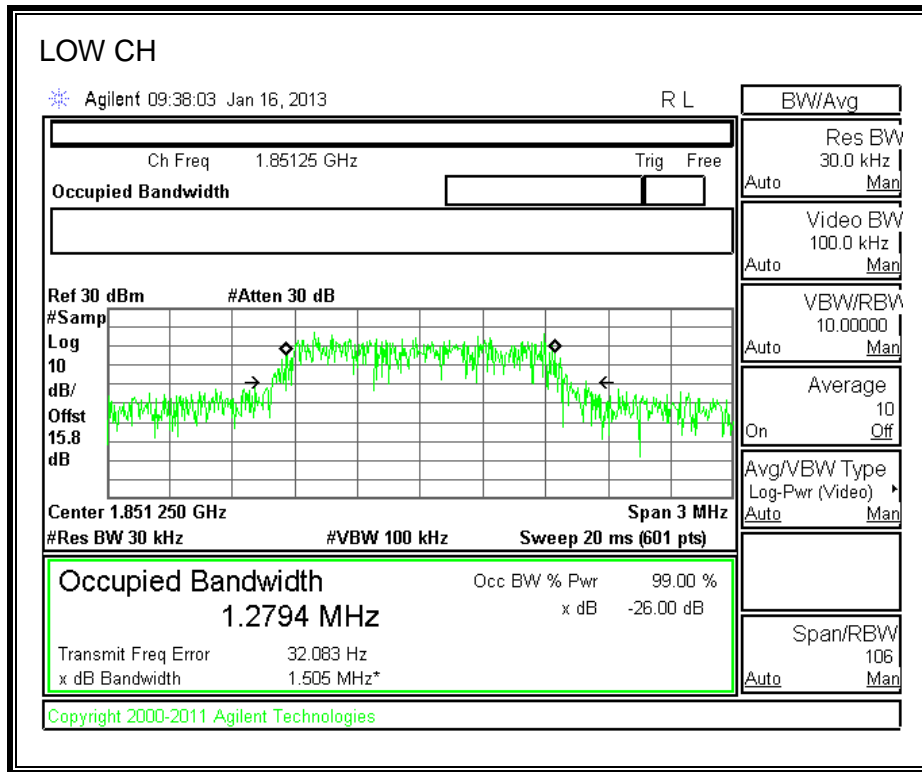 LOW CH
Agilent 09:38:03 Jan 16, 2013 R L
BW/Avg
Ch Freq 1.85125 GHz Trig Free
Occupied Bandwidth
Res BW
30.0 kHz
Auto Man
Video BW
100.0 kHz
Auto Man
Ref 30 dBm #Atten 30 dB
#Samp
Log
10
dB/
Offst
15.8
dB
VBW/RBW
10.00000
Auto Man
Average
10
On Off
Avg/VBW Type
Log-Pwr (Video)
Auto Man
Center 1.851 250 GHz Span 3 MHz
#Res BW 30 kHz #VBW 100 kHz Sweep 20 ms (601 pts)
Occupied Bandwidth Occ BW % Pwr 99.00 %
1.2794 MHz x dB -26.00 dB
Transmit Freq Error 32.083 Hz
x dB Bandwidth 1.505 MHz*
Span/RBW
106
Auto Man
Copyright 2000-2011 Agilent Technologies